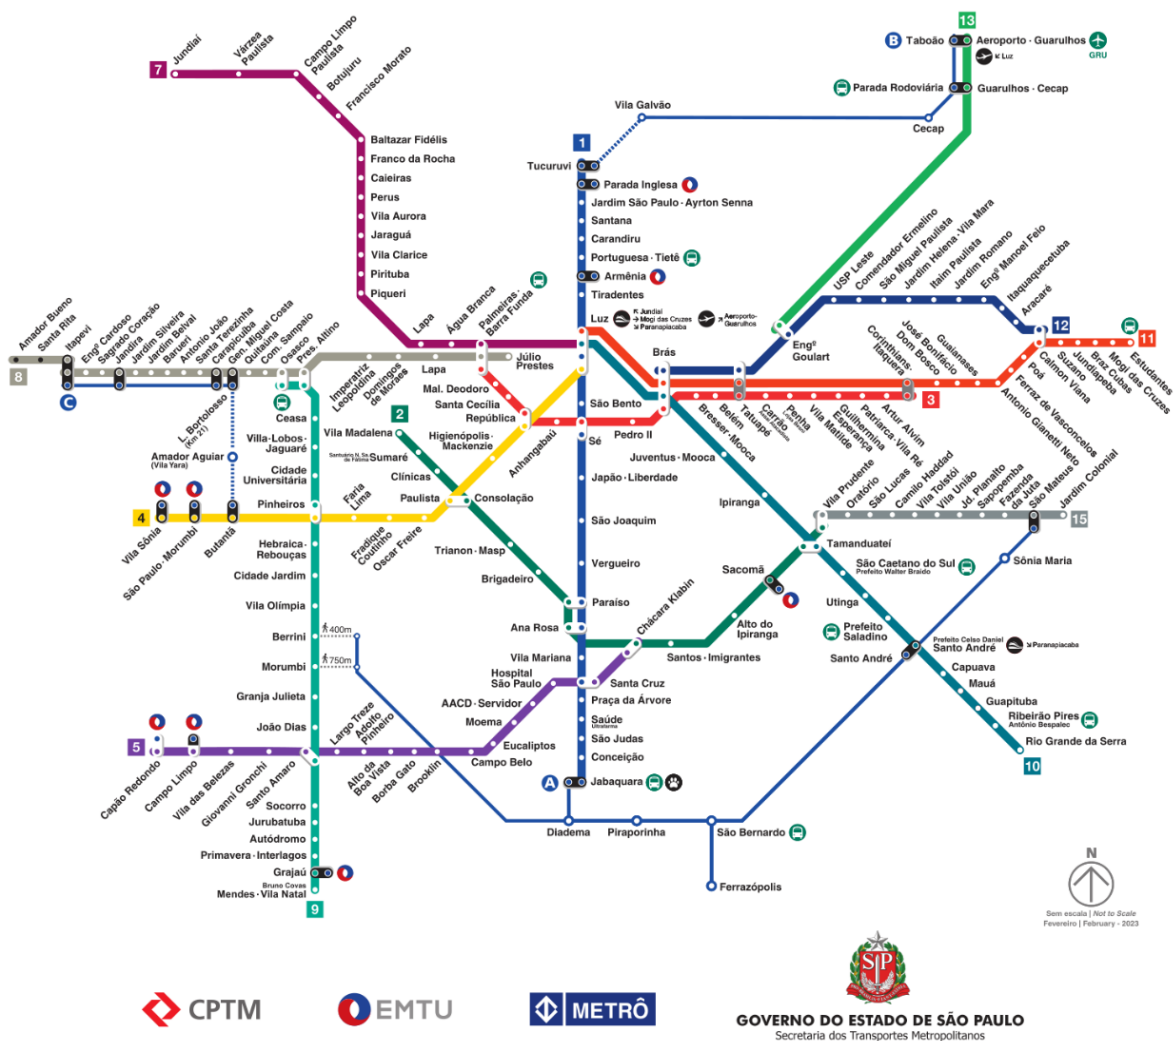 13
7
Jundiaí
Várzea
Paulista
Campo Limpo
Paulista
Botujuru
Francisco Morato
Baltazar Fidélis
Franco da Rocha
Caieiras
Perus
Vila Aurora
Jaraguá
Vila Clarice
Pirituba
Piqueri
Lapa
Água Branca
Palmeiras-
Barra Funda
B
Taboão
Aeroporto - Guarulhos
GRU
Luz
Parada Rodoviária
Guarulhos - Cecap
Vila Galvão
Cecap
1
Tucuruvi
Parada Inglesa
Jardim São Paulo - Ayrton Senna
Santana
Carandiru
Portuguesa - Tietê
Armênia
Tiradentes
Luz
Jundiaí
Mogi das Cruzes
Paranapiacaba
Aeroporto-
Guarulhos
São Bento
Sé
Japão - Liberdade
São Joaquim
Vergueiro
Paraíso
Ana Rosa
Vila Mariana
Santa Cruz
Praça da Árvore
Saúde
Ultrafarma
São Judas
Conceição
A
Jabaquara
USP Leste
Comendador Ermelino
São Miguel Paulista
Jardim Helena - Vila Mara
Itaim Paulista
Jardim Romano
Engº Manoel Feio
Itaquaquecetuba
Aracaré
12
11
Engº
Goulart
Brás
Corinthians-
Itaquera
Dom Bosco
José Bonifácio
Guaianases
Antonio Gianetti Neto
Ferraz de Vasconcelos
Poá
Calmon Viana
Suzano
Jundiapeba
Braz Cubas
Mogi das Cruzes
Estudantes
3
Mal. Deodoro
Santa Cecília
República
Anhangabaú
Pedro II
Bresser - Mooca
Belém
Tatuapé
Carrão
Penha
Vila Matilde
Guilhermina
Esperança
Patriarca - Vila Ré
Artur Alvim
8
Amador Bueno
Santa Rita
Itapevi
Engº Cardoso
Sagrado Coração
Jandira
Jardim Silveira
Jardim Belval
Barueri
Antonio João
Santa Terezinha
Carapicuíba
Gen. Miguel Costa
Quitaúna
Com. Sampaio
Osasco
Pres. Altino
Imperatriz
Leopoldina
Domingos
de Moraes
Lapa
Júlio
Prestes
C
L. Bortolosso
(Km 21)
Amador Aguiar
(Vila Yara)
Ceasa
Villa-Lobos-
Jaguaré
Cidade
Universitária
Pinheiros
Hebraica -
Rebouças
Cidade Jardim
Vila Olímpia
Berrini
400m
Morumbi
750m
Granja Julieta
João Dias
Santo Amaro
Socorro
Jurubatuba
Autódromo
Primavera - Interlagos
Grajaú
Bruno Covas
Mendes - Vila Natal
9
4
Vila Sônia
São Paulo - Morumbi
Butantã
Faria
Lima
Fradique
Coutinho
Oscar Freire
Paulista
Higienópolis-
Mackenzie
2
Vila Madalena
Santuário N. Sra.
de Fátima
Sumaré
Clínicas
Consolação
Trianon - Masp
Brigadeiro
Chácara Klabin
Santos - Imigrantes
Alto do
Ipiranga
Sacomã
Tamanduateí
Vila Prudente
Oratório
São Lucas
Camilo Haddad
Vila Tolstói
Vila União
Jd. Planalto
Sapopemba
Fazenda
da Juta
São Mateus
Jardim Colonial
15
Sônia Maria
Juventus - Mooca
Ipiranga
São Caetano do Sul
Prefeito Walter Braido
Utinga
Prefeito
Saladino
Prefeito Celso Daniel
Santo André
Paranapiacaba
Santo André
Capuava
Mauá
Guapituba
Ribeirão Pires
Antônio Bespalec
Rio Grande da Serra
10
5
Capão Redondo
Campo Limpo
Vila das Belezas
Giovanni Gronchi
Largo Treze
Adolfo
Pinheiro
Alto da
Boa Vista
Borba Gato
Brooklin
Campo Belo
Eucaliptos
Moema
AACD - Servidor
Hospital
São Paulo
Diadema
Piraporinha
São Bernardo
Ferrazópolis
N
Sem escala | Not to Scale
Fevereiro | February - 2023
CPTM
EMTU
METRÔ
SP
GOVERNO DO ESTADO DE SÃO PAULO
Secretaria dos Transportes Metropolitanos